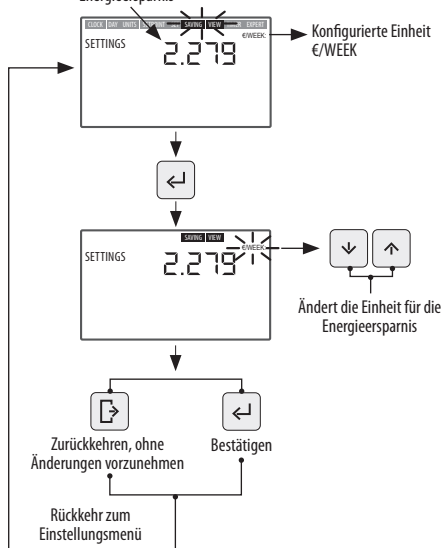 Energieersparnis
CLOCK DAY UNITS SAVING VIEW EXPERT
€/WEEK
SETTINGS
2.279
Konfigurierte Einheit
€/WEEK
SAVING VIEW
€/WEEK
SETTINGS
2.279
Ändert die Einheit für die
Energieersparnis
Zurückkehren, ohne
Änderungen vorzunehmen
Bestätigen
Rückkehr zum
Einstellungsmenü